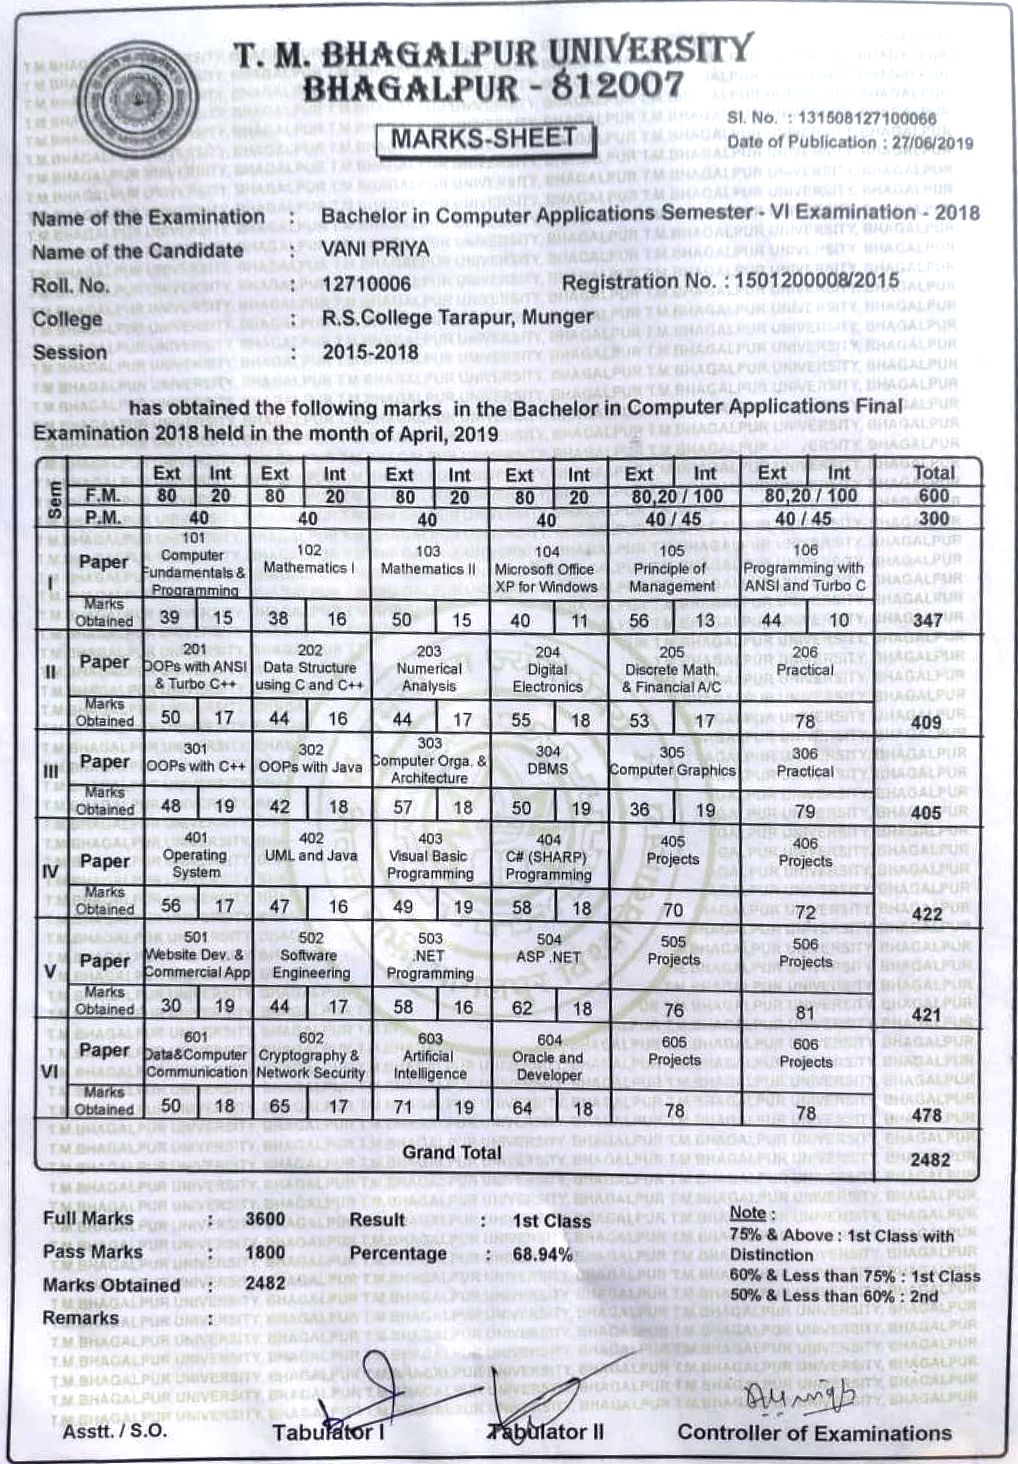 T. M. BHAGALPUR UNIVERSITY
BHAGALPUR - 812007
MARKS-SHEET
Sl. No. : 131508127100066
Date of Publication : 27/06/2019
Name of the Examination : Bachelor in Computer Applications Semester - VI Examination - 2018
Name of the Candidate : VANI PRIYA
Roll. No. : 12710006 Registration No. : 1501200008/2015
College : R.S.College Tarapur, Munger
Session : 2015-2018
has obtained the following marks in the Bachelor in Computer Applications Final
Examination 2018 held in the month of April, 2019
Sem Ext Int Ext Int Ext Int Ext Int Ext Int Ext Int Total
F.M. 80 20 80 20 80 20 80 20 80,20 / 100 80,20 / 100 600
P.M. 40 40 40 40 40 / 45 40 / 45 300
I Paper 101 Computer Fundamentals & Programming 102 Mathematics I 103 Mathematics II 104 Microsoft Office XP for Windows 105 Principle of Management 106 Programming with ANSI and Turbo C
Marks Obtained 39 15 38 16 50 15 40 11 56 13 44 10 347
II Paper 201 OOPs with ANSI & Turbo C++ 202 Data Structure using C and C++ 203 Numerical Analysis 204 Digital Electronics 205 Discrete Math. & Financial A/C 206 Practical
Marks Obtained 50 17 44 16 44 17 55 18 53 17 78 409
III Paper 301 OOPs with C++ 302 OOPs with Java 303 Computer Orga. & Architecture 304 DBMS 305 Computer Graphics 306 Practical
Marks Obtained 48 19 42 18 57 18 50 19 36 19 79 405
IV Paper 401 Operating System 402 UML and Java 403 Visual Basic Programming 404 C# (SHARP) Programming 405 Projects 406 Projects
Marks Obtained 56 17 47 16 49 19 58 18 70 72 422
V Paper 501 Website Dev. & Commercial App 502 Software Engineering 503 .NET Programming 504 ASP .NET 505 Projects 506 Projects
Marks Obtained 30 19 44 17 58 16 62 18 76 81 421
VI Paper 601 Data&Computer Communication 602 Cryptography & Network Security 603 Artificial Intelligence 604 Oracle and Developer 605 Projects 606 Projects
Marks Obtained 50 18 65 17 71 19 64 18 78 78 478
Grand Total 2482
Full Marks : 3600 Result : 1st Class
Pass Marks : 1800 Percentage : 68.94%
Marks Obtained : 2482
Remarks :
Note :
75% & Above : 1st Class with
Distinction
60% & Less than 75% : 1st Class
50% & Less than 60% : 2nd
Asstt. / S.O. Tabulator I Tabulator II Controller of Examinations